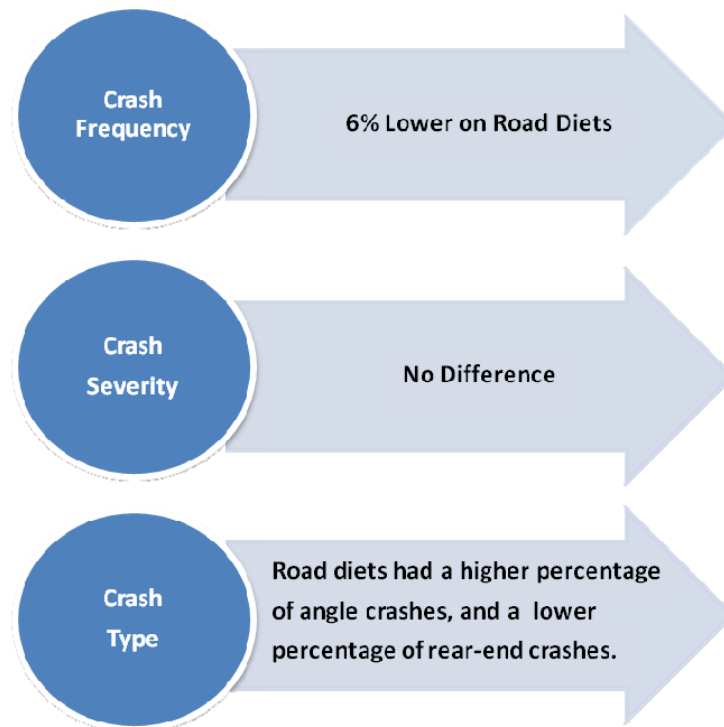 Crash
Frequency
6% Lower on Road Diets
Crash
Severity
No Difference
Crash
Type
Road diets had a higher percentage
of angle crashes, and a lower
percentage of rear-end crashes.